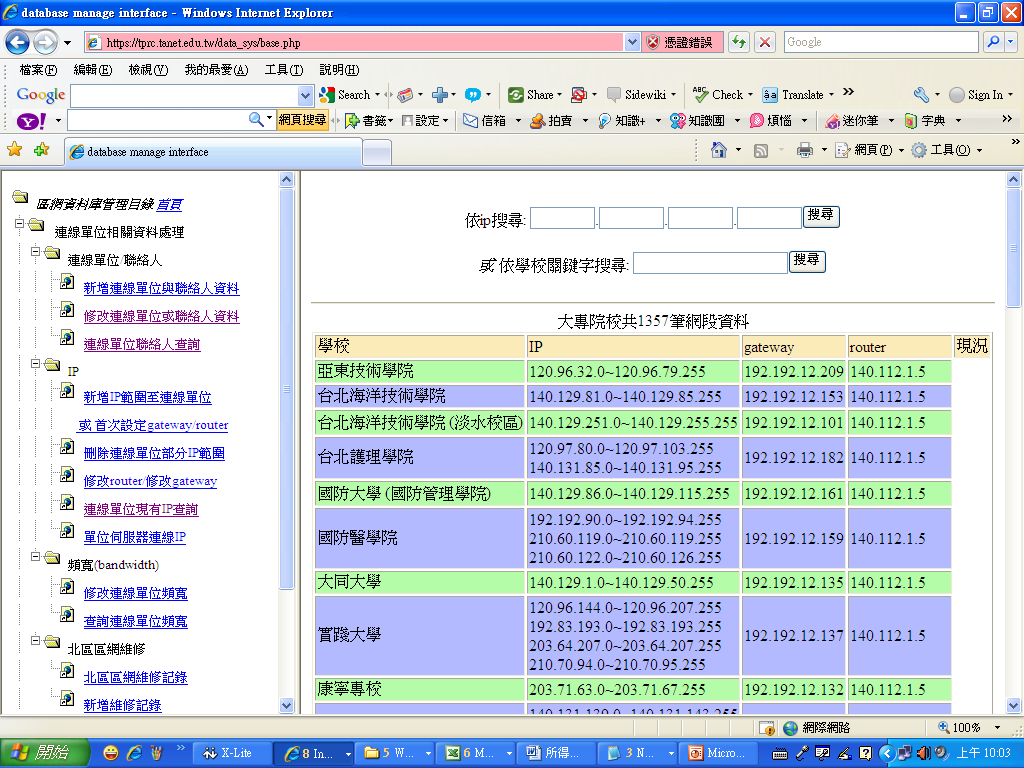 database manage interface - Windows Internet Explorer
https://tprc.tanet.edu.tw/data_sys/base.php
憑證錯誤
Google
檔案(F) 編輯(E) 檢視(V) 我的最愛(A) 工具(T) 說明(H)
Google Search Share Sidewiki Check Translate » Sign In
Y! 網頁搜尋 書籤 設定 信箱 拍賣 知識+ 知識團 煩惱 迷你筆 字典 »
database manage interface
網頁(P) 工具(O) »
區網資料庫管理目錄 首頁
連線單位相關資料處理
連線單位/聯絡人
新增連線單位與聯絡人資料
修改連線單位或聯絡人資料
連線單位聯絡人查詢
IP
新增IP範圍至連線單位
或 首次設定gateway/router
刪除連線單位部分IP範圍
修改router/修改gateway
連線單位現有IP查詢
單位伺服器連線IP
頻寬(bandwidth)
修改連線單位頻寬
查詢連線單位頻寬
北區區網維修
北區區網維修記錄
新增維修記錄
依ip搜尋: . . . 搜尋
或 依學校關鍵字搜尋: 搜尋
大專院校共1357筆網段資料
學校 IP gateway router 現況
亞東技術學院 120.96.32.0~120.96.79.255 192.192.12.209 140.112.1.5
台北海洋技術學院 140.129.81.0~140.129.85.255 192.192.12.153 140.112.1.5
台北海洋技術學院 (淡水校區) 140.129.251.0~140.129.255.255 192.192.12.101 140.112.1.5
台北護理學院 120.97.80.0~120.97.103.255
140.131.85.0~140.131.95.255 192.192.12.182 140.112.1.5
國防大學 (國防管理學院) 140.129.86.0~140.129.115.255 192.192.12.161 140.112.1.5
國防醫學院 192.192.90.0~192.192.94.255
210.60.119.0~210.60.119.255
210.60.122.0~210.60.126.255 192.192.12.159 140.112.1.5
大同大學 140.129.1.0~140.129.50.255 192.192.12.135 140.112.1.5
實踐大學 120.96.144.0~120.96.207.255
192.83.193.0~192.83.193.255
203.64.207.0~203.64.207.255
210.70.94.0~210.70.95.255 192.192.12.137 140.112.1.5
康寧專校 203.71.63.0~203.71.67.255 192.192.12.132 140.112.1.5
140.131.139.0~140.131.143.255
網際網路 100%
開始 » X-Lite 8 In... 5 W... 6 M... 所得... 3 N... Micro... 上午 10:03